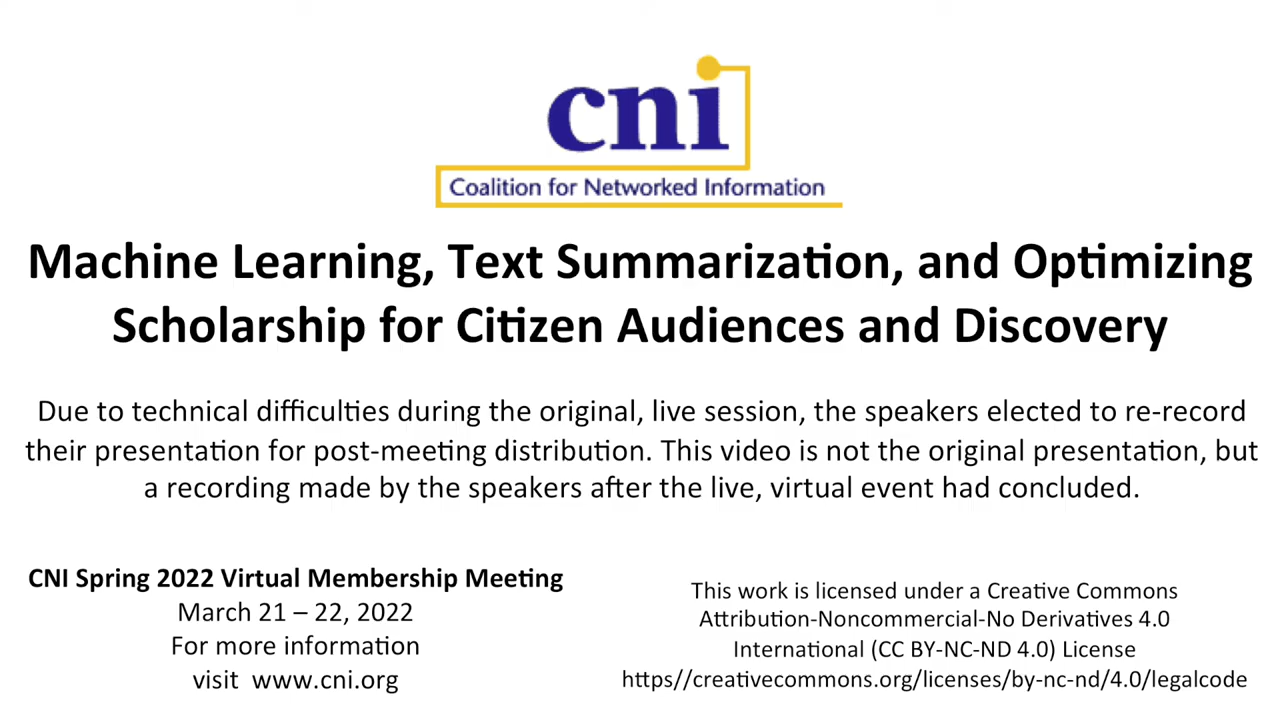 cni
Coalition for Networked Information
Machine Learning, Text Summarization, and Optimizing
Scholarship for Citizen Audiences and Discovery
Due to technical difficulties during the original, live session, the speakers elected to re-record
their presentation for post-meeting distribution. This video is not the original presentation, but
a recording made by the speakers after the live, virtual event had concluded.
CNI Spring 2022 Virtual Membership Meeting
March 21 – 22, 2022
For more information
visit www.cni.org
This work is licensed under a Creative Commons
Attribution-Noncommercial-No Derivatives 4.0
International (CC BY-NC-ND 4.0) License
https//creativecommons.org/licenses/by-nc-nd/4.0/legalcode